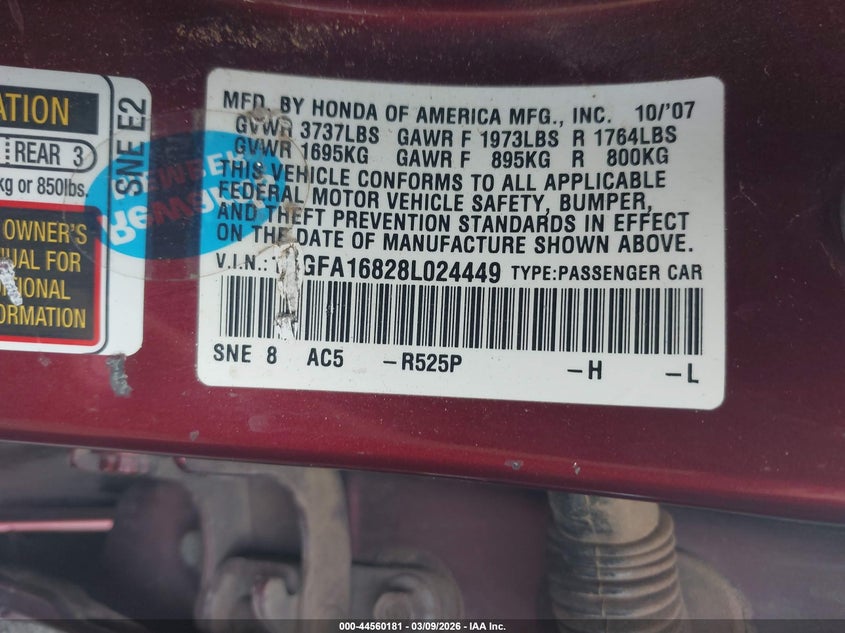 ATION
REAR 3
kg or 850lbs.
OWNER'S
UAL FOR
IONAL
ORMATION
SNE E2
MFD. BY HONDA OF AMERICA MFG., INC. 10/'07
GVWR 3737LBS GAWR F 1973LBS R 1764LBS
GVWR 1695KG GAWR F 895KG R 800KG
THIS VEHICLE CONFORMS TO ALL APPLICABLE
FEDERAL MOTOR VEHICLE SAFETY, BUMPER,
AND THEFT PREVENTION STANDARDS IN EFFECT
ON THE DATE OF MANUFACTURE SHOWN ABOVE.
V.I.N.: GFA16828L024449 TYPE:PASSENGER CAR
SNE 8 AC5 –R525P –H –L
000-44560181 - 03/09/2026 - IAA Inc.